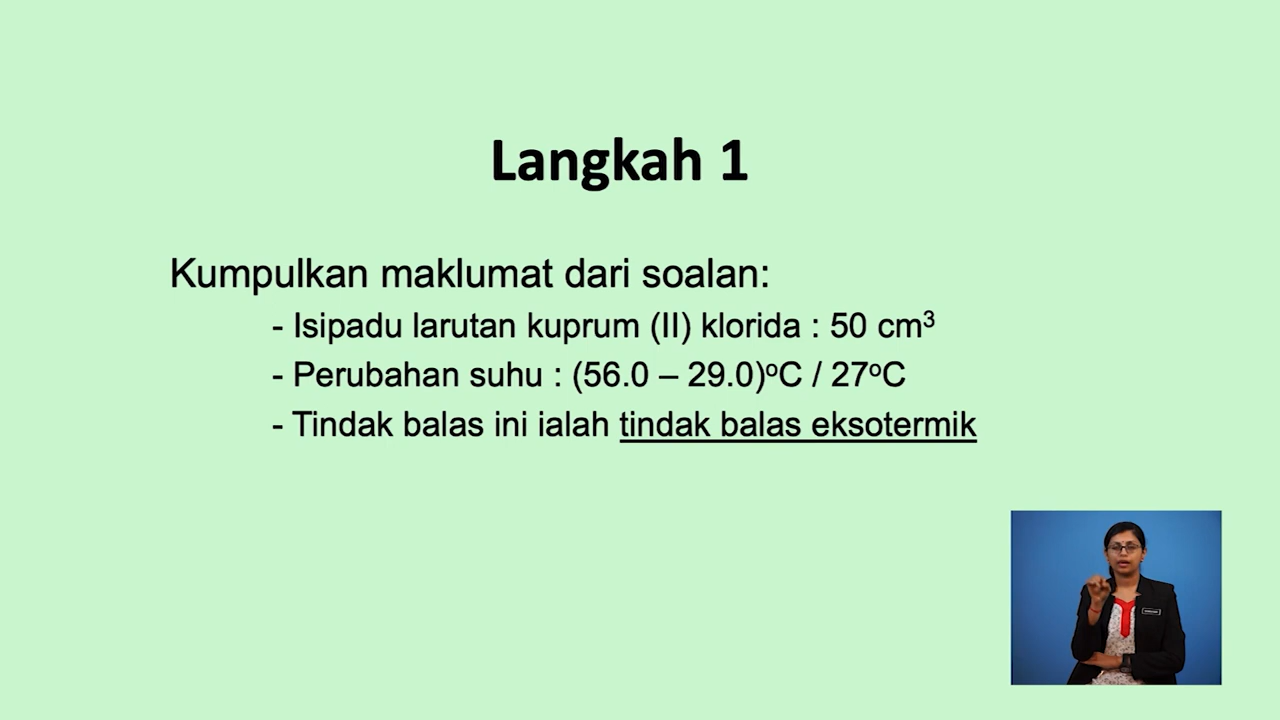 Langkah 1
Kumpulkan maklumat dari soalan:
- Isipadu larutan kuprum (II) klorida : 50 cm³
- Perubahan suhu : (56.0 – 29.0)ºC / 27ºC
- Tindak balas ini ialah tindak balas eksotermik